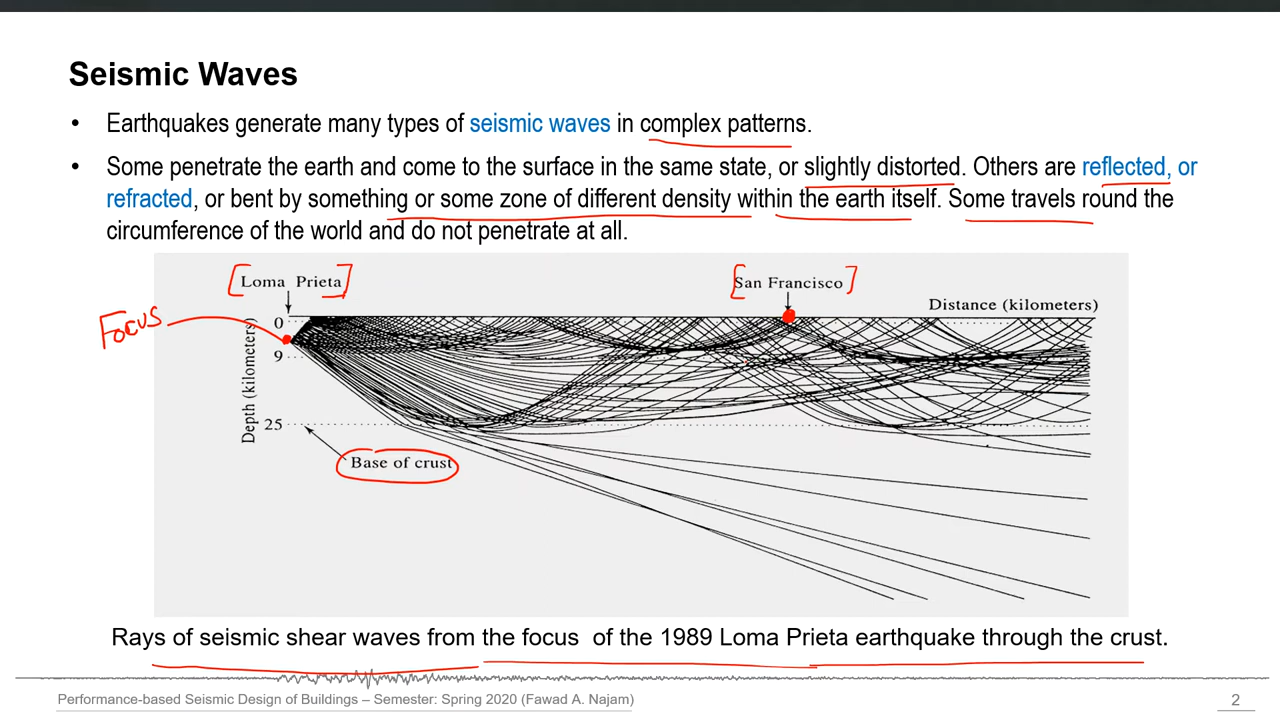 Seismic Waves
• Earthquakes generate many types of seismic waves in complex patterns.
• Some penetrate the earth and come to the surface in the same state, or slightly distorted. Others are reflected, or
refracted, or bent by something or some zone of different density within the earth itself. Some travels round the
circumference of the world and do not penetrate at all.
[Loma Prieta]
[San Francisco]
Distance (kilometers)
Focus
0
9
Depth (kilometers)
25
Base of crust
Rays of seismic shear waves from the focus of the 1989 Loma Prieta earthquake through the crust.
Performance-based Seismic Design of Buildings – Semester: Spring 2020 (Fawad A. Najam)
2